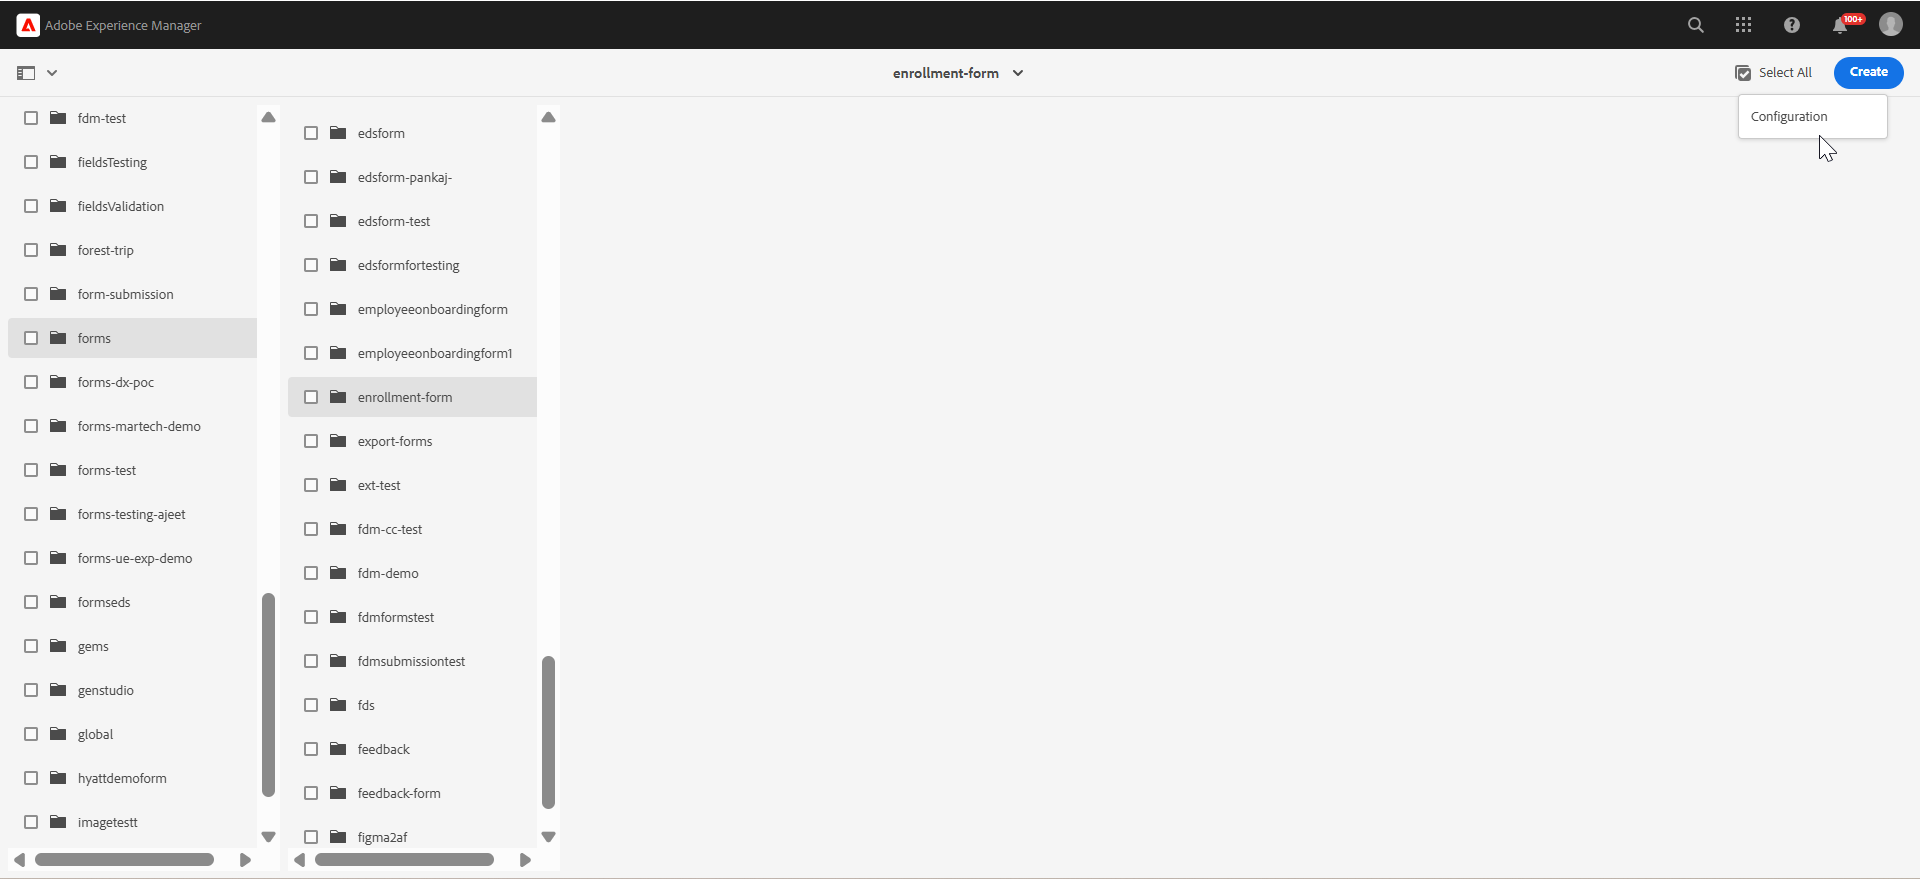 Adobe Experience Manager
100+
enrollment-form
Select All
Create
Configuration
fdm-test
fieldsTesting
fieldsValidation
forest-trip
form-submission
forms
forms-dx-poc
forms-martech-demo
forms-test
forms-testing-ajeet
forms-ue-exp-demo
formseds
gems
genstudio
global
hyattdemoform
imagetestt
edsform
edsform-pankaj-
edsform-test
edsformfortesting
employeeonboardingform
employeeonboardingform1
enrollment-form
export-forms
ext-test
fdm-cc-test
fdm-demo
fdmformstest
fdmsubmissiontest
fds
feedback
feedback-form
figma2af